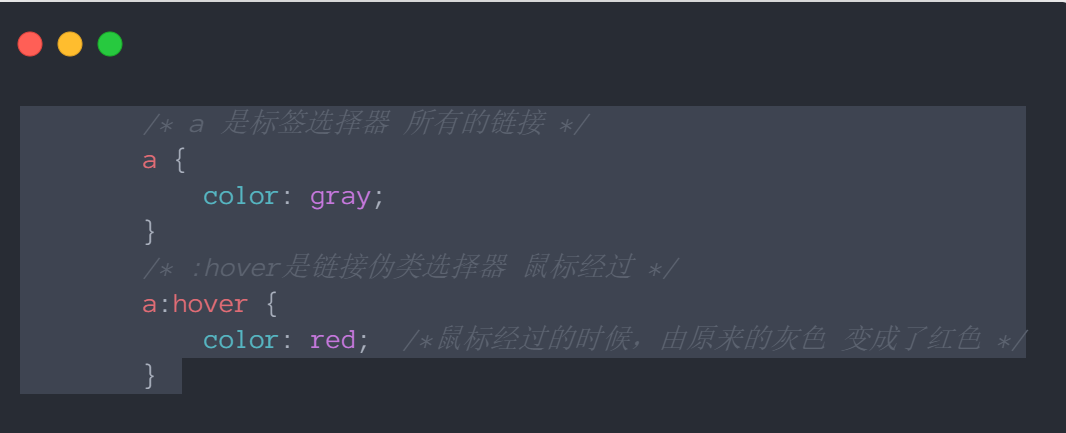 /* a 是标签选择器 所有的链接 */
a {
color: gray;
}
/* :hover是链接伪类选择器 鼠标经过 */
a:hover {
color: red; /*鼠标经过的时候，由原来的灰色 变成了红色 */
}